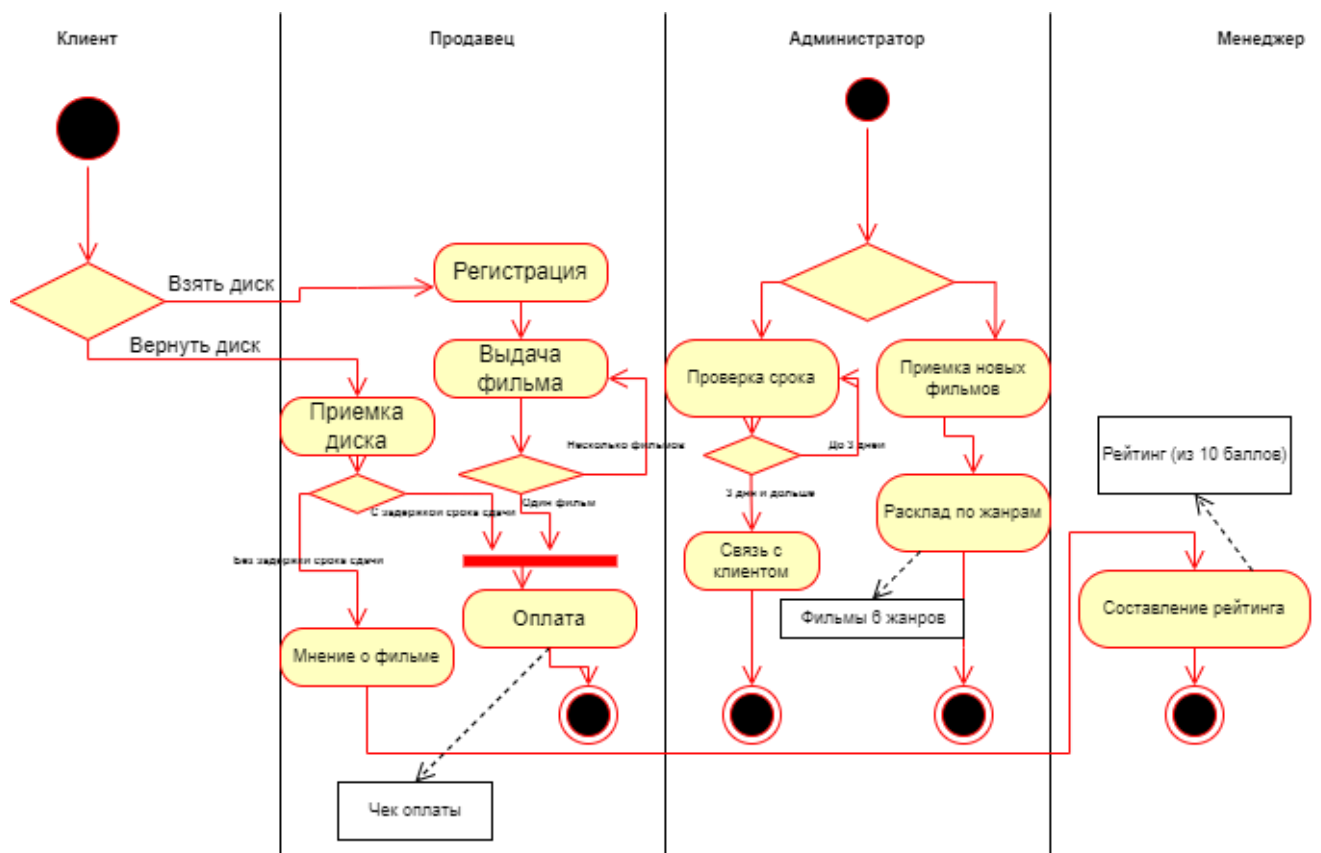 Клиент
Продавец
Администратор
Менеджер
Взять диск
Вернуть диск
Регистрация
Выдача
фильма
Приемка
диска
Несколько фильмов
Один фильм
С задержкой срока сдачи
Без задержки срока сдачи
Оплата
Мнение о фильме
Чек оплаты
Проверка срока
До 3 дней
3 дня и дольше
Связь с
клиентом
Приемка новых
фильмов
Расклад по жанрам
Фильмы 6 жанров
Рейтинг (из 10 баллов)
Составление рейтинга